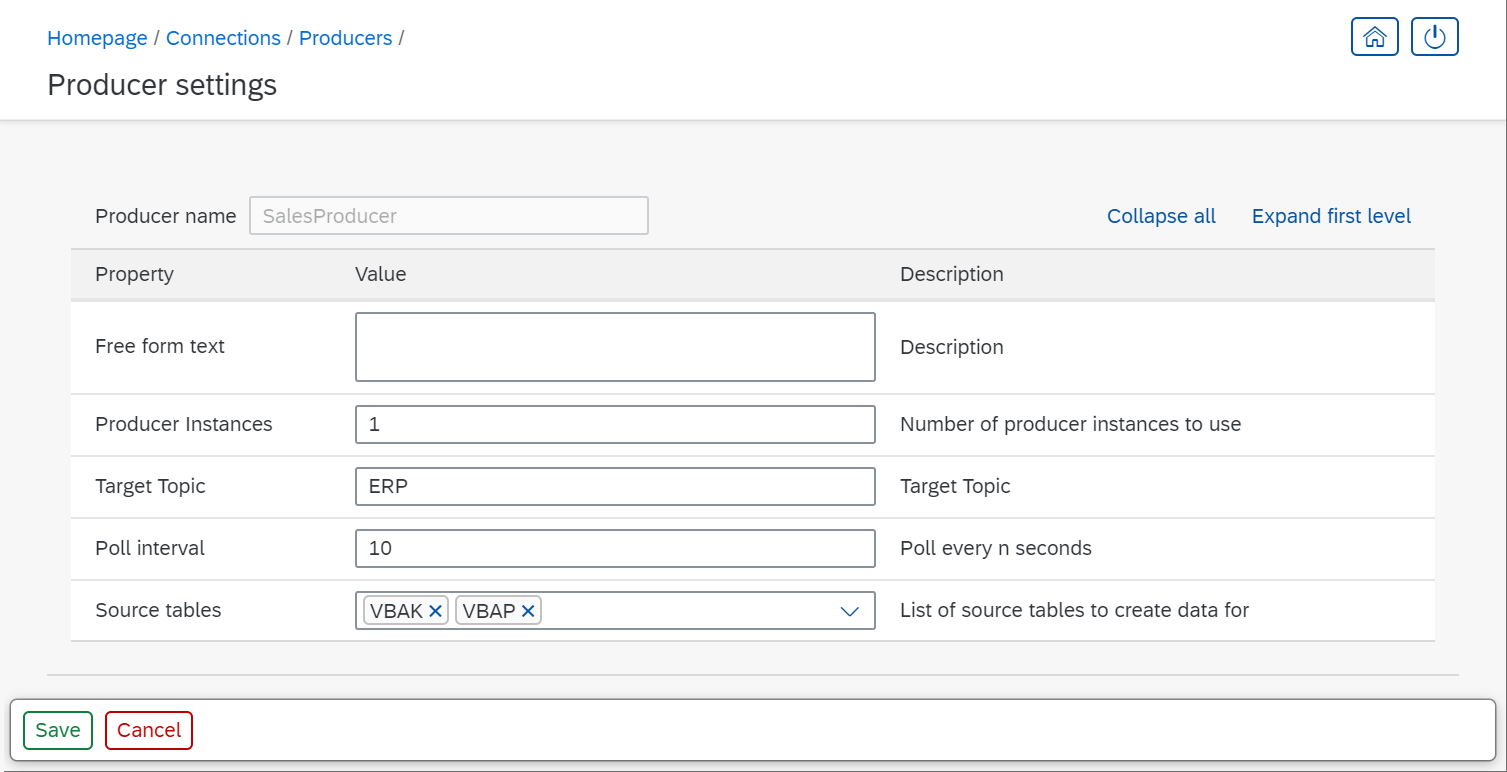 Homepage / Connections / Producers /
Producer settings
Producer name SalesProducer Collapse all Expand first level
Property Value Description
Free form text Description
Producer Instances 1 Number of producer instances to use
Target Topic ERP Target Topic
Poll interval 10 Poll every n seconds
Source tables VBAK VBAP List of source tables to create data for
Save Cancel